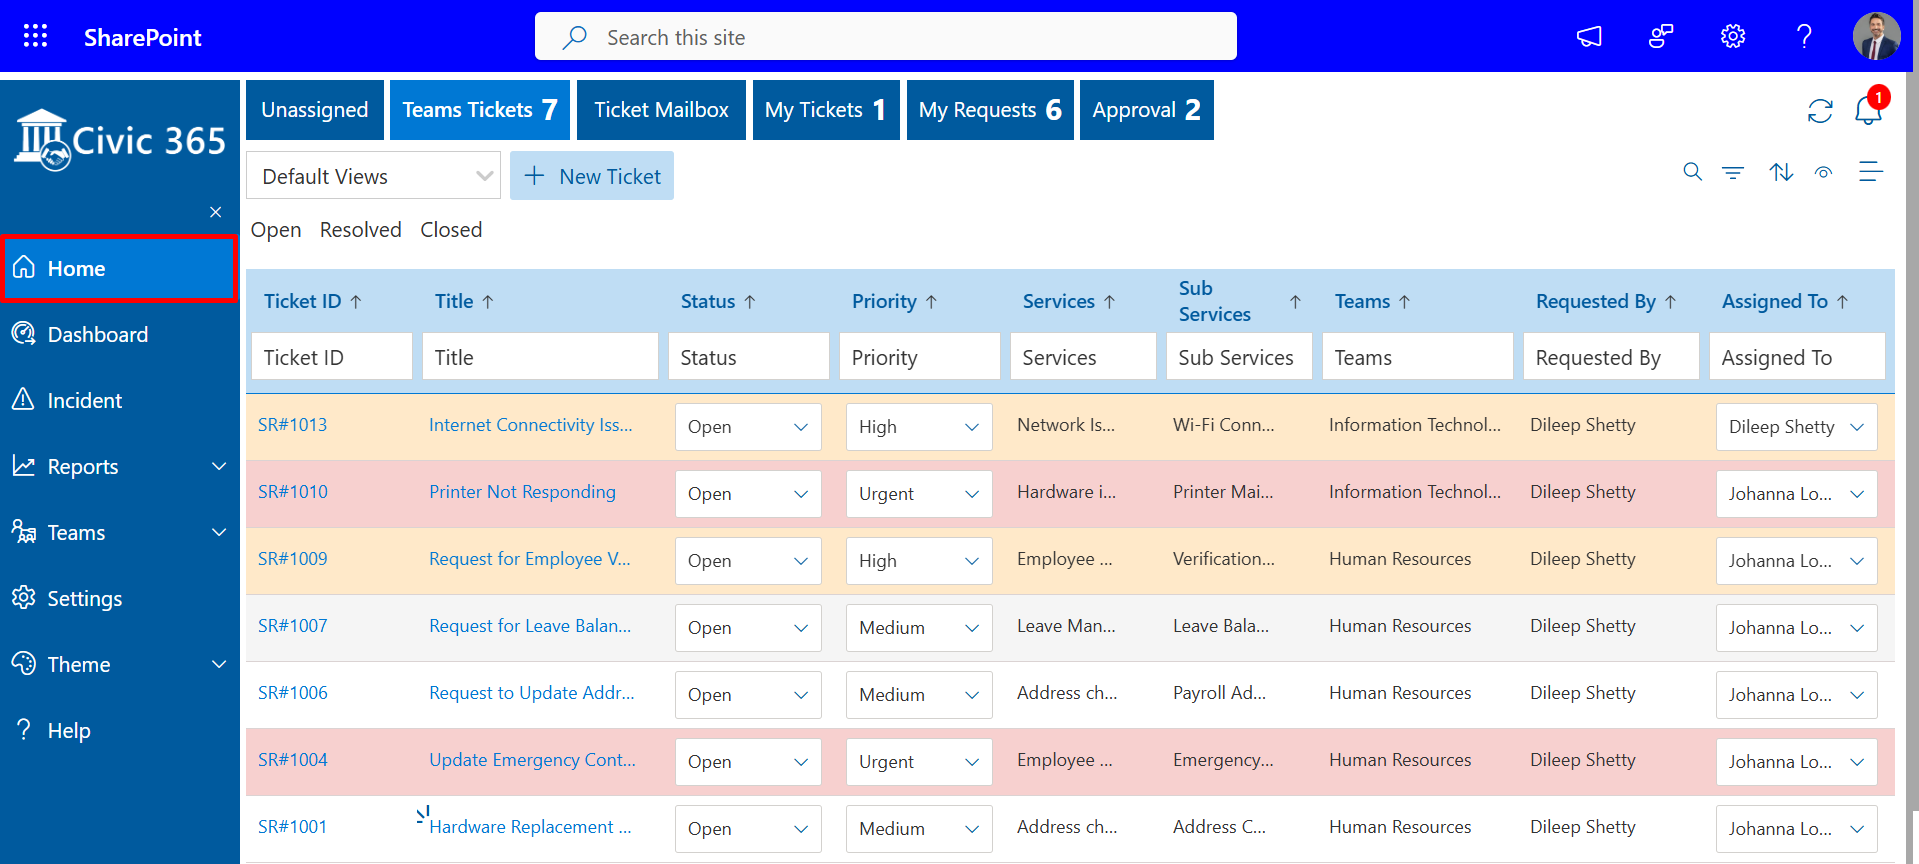 SharePoint
Search this site
1
Civic 365
Home
Dashboard
Incident
Reports
Teams
Settings
Theme
Help
Unassigned Teams Tickets 7 Ticket Mailbox My Tickets 1 My Requests 6 Approval 2
Default Views New Ticket
Open Resolved Closed
Ticket ID Title Status Priority Services Sub Services Teams Requested By Assigned To
Ticket ID Title Status Priority Services Sub Services Teams Requested By Assigned To
SR#1013 Internet Connectivity Iss... Open High Network Is... Wi-Fi Conn... Information Technol... Dileep Shetty Dileep Shetty
SR#1010 Printer Not Responding Open Urgent Hardware i... Printer Mai... Information Technol... Dileep Shetty Johanna Lo...
SR#1009 Request for Employee V... Open High Employee ... Verification... Human Resources Dileep Shetty Johanna Lo...
SR#1007 Request for Leave Balan... Open Medium Leave Man... Leave Bala... Human Resources Dileep Shetty Johanna Lo...
SR#1006 Request to Update Addr... Open Medium Address ch... Payroll Ad... Human Resources Dileep Shetty Johanna Lo...
SR#1004 Update Emergency Cont... Open Urgent Employee ... Emergency... Human Resources Dileep Shetty Johanna Lo...
SR#1001 Hardware Replacement ... Open Medium Address ch... Address C... Human Resources Dileep Shetty Johanna Lo...